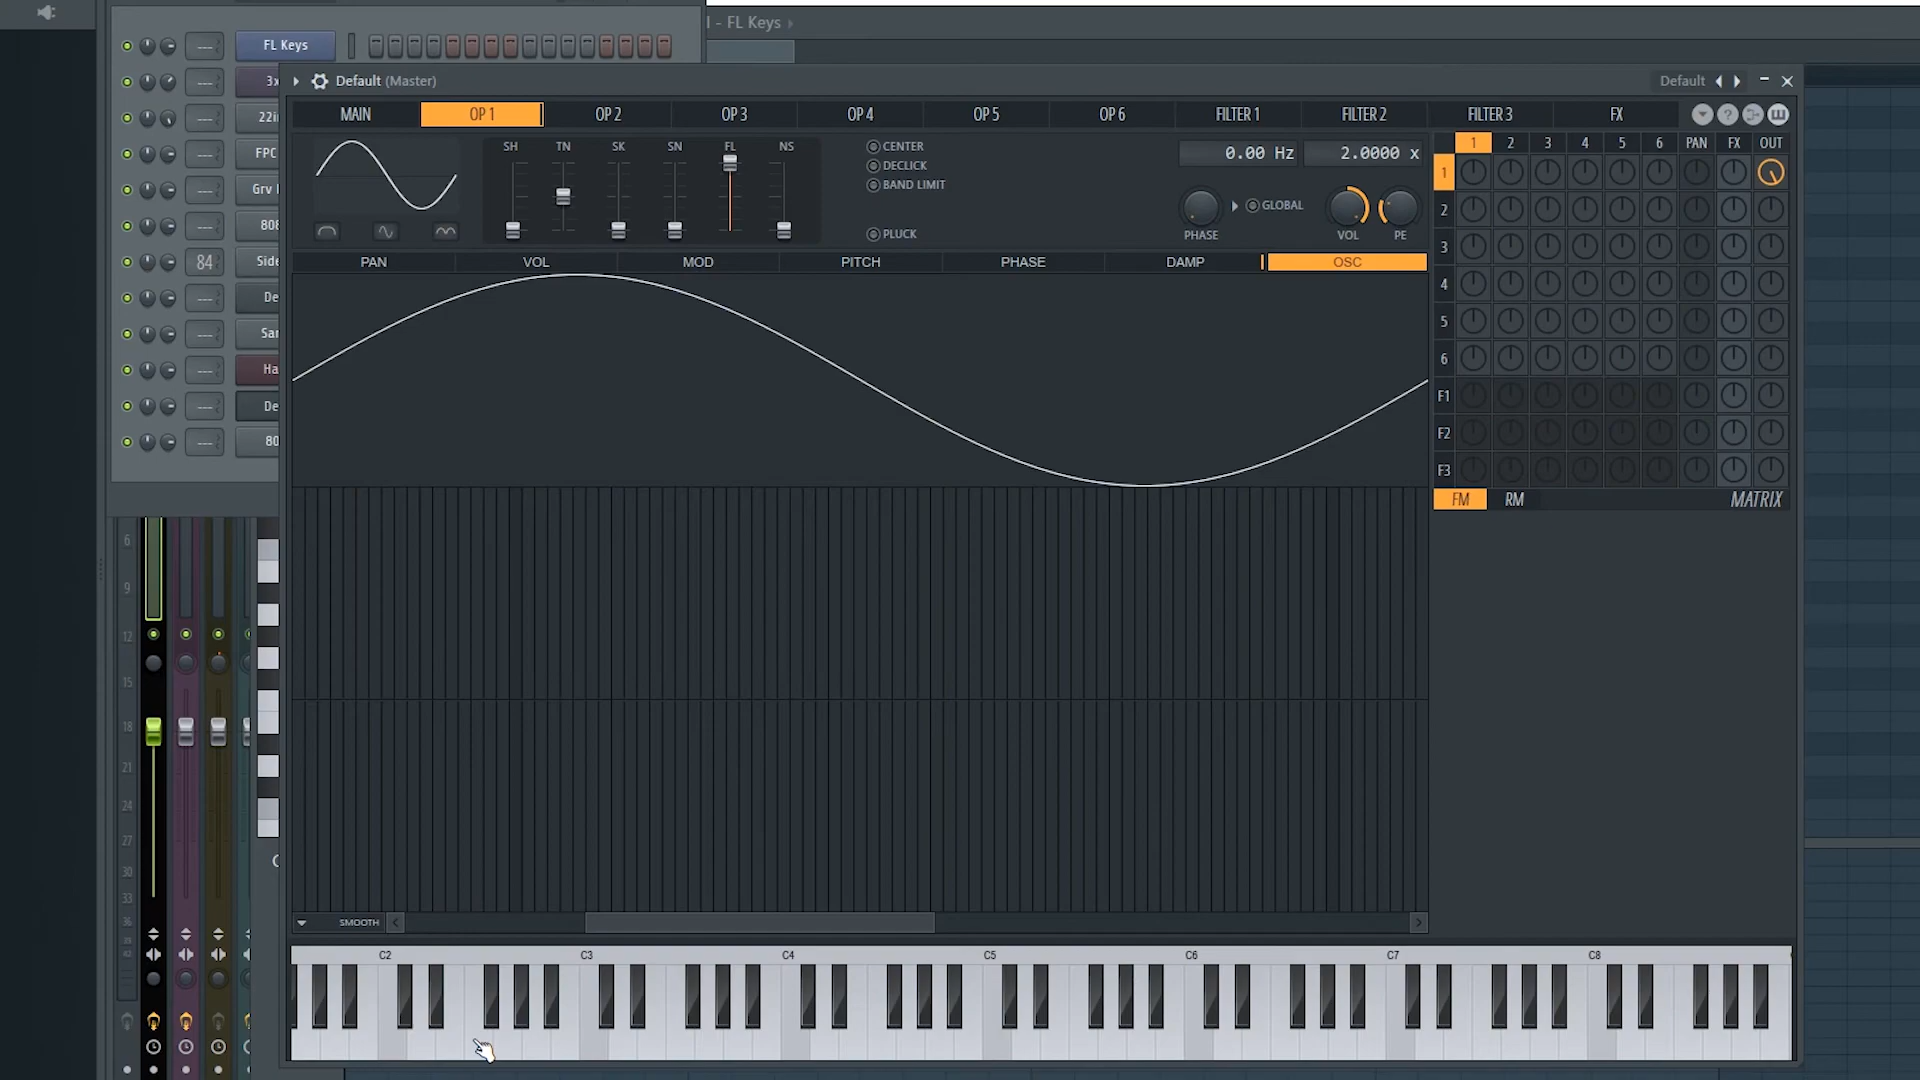 l - FL Keys
FL Keys
3x
22i
FPC
Grv
808
84 Side
De
Sar
Ha
De
80
Default (Master)
Default
MAIN OP 1 OP 2 OP 3 OP 4 OP 5 OP 6 FILTER 1 FILTER 2 FILTER 3 FX
SH TN SK SN FL NS
CENTER
DECLICK
BAND LIMIT
PLUCK
0.00 Hz 2.0000 x
GLOBAL
PHASE VOL PE
PAN VOL MOD PITCH PHASE DAMP OSC
1 2 3 4 5 6 PAN FX OUT
1
2
3
4
5
6
F1
F2
F3
FM RM MATRIX
6
9
12
15
18
21
24
27
30
33
36
SMOOTH
C2 C3 C4 C5 C6 C7 C8